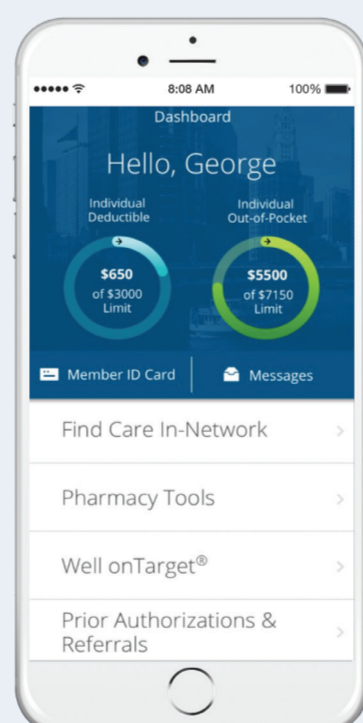 8:08 AM 100%
Dashboard
Hello, George
Individual
Deductible
$650
of $3000
Limit
Individual
Out-of-Pocket
$5500
of $7150
Limit
Member ID Card
Messages
Find Care In-Network
Pharmacy Tools
Well onTarget®
Prior Authorizations &
Referrals